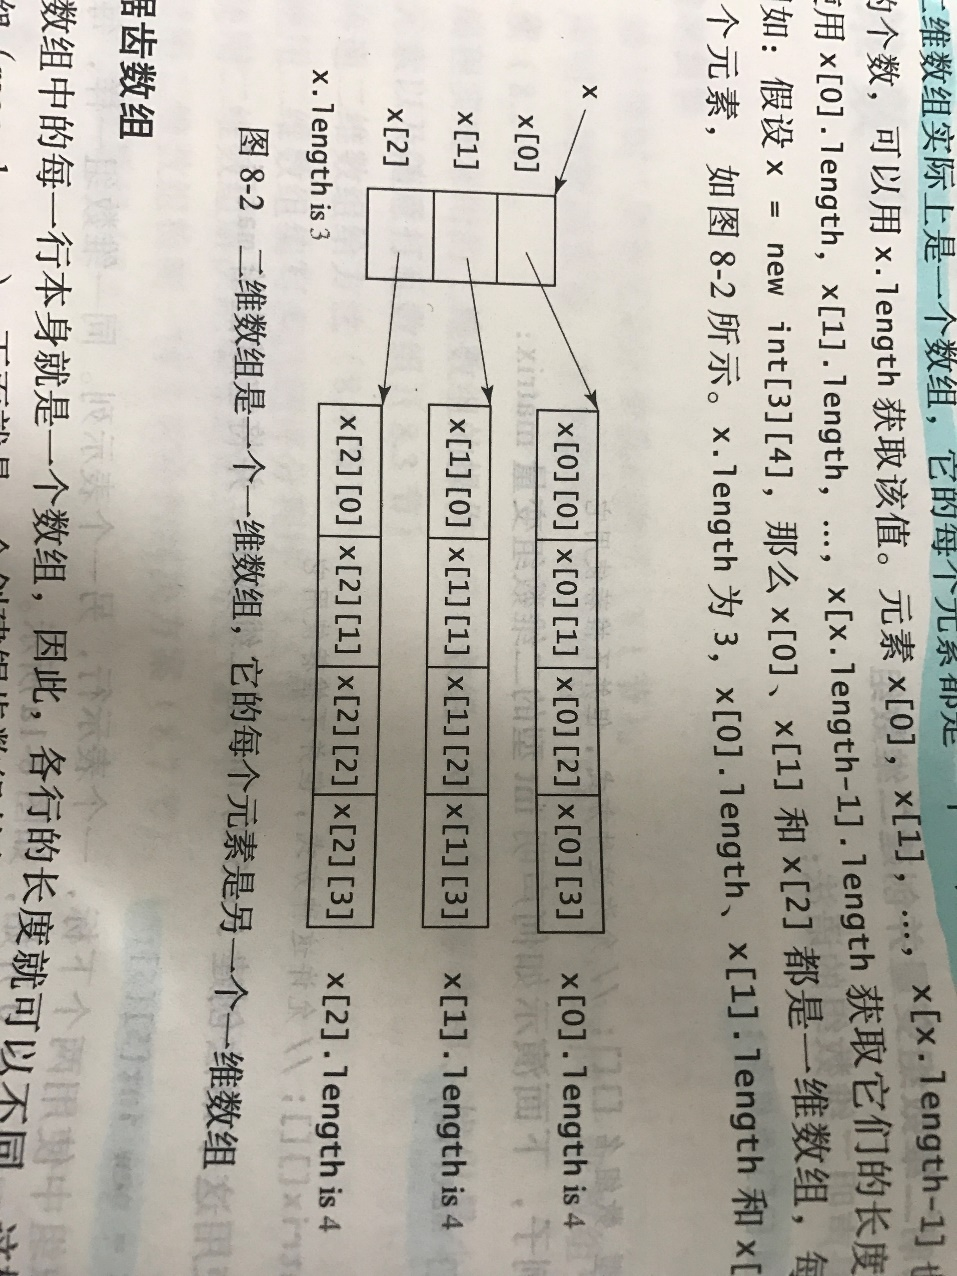 二维数组实际上是一个数组，它的每个元素都是一个
的个数，可以用 x.length 获取该值。元素 x[0], x[1], …, x[x.length-1] 也
使用 x[0].length, x[1].length, …, x[x.length-1].length 获取它们的长度
如：假设 x = new int[3][4], 那么 x[0]、x[1] 和 x[2] 都是一维数组，每
个元素，如图 8-2 所示。x.length 为 3, x[0].length、x[1].length 和 x[
x
x[0] x[0][0] x[0][1] x[0][2] x[0][3] x[0].length is 4
x[1] x[1][0] x[1][1] x[1][2] x[1][3] x[1].length is 4
x[2] x[2][0] x[2][1] x[2][2] x[2][3] x[2].length is 4
x.length is 3
图 8-2 二维数组是一个一维数组，它的每个元素是另一个一维数组
锯齿数组
数组中的每一行本身就是一个数组，因此，各行的长度就可以不同